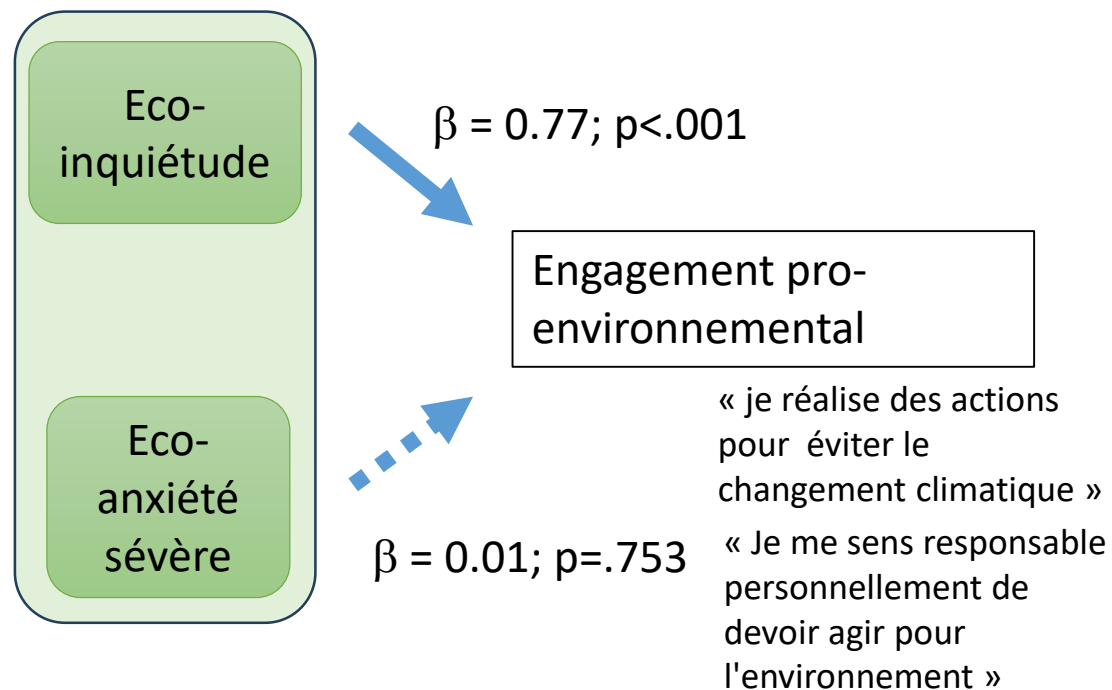 Eco-
inquiétude
β = 0.77; p<.001
Engagement pro-
environnemental
« je réalise des actions
pour éviter le
changement climatique »
Eco-
anxiété
sévère
β = 0.01; p=.753
« Je me sens responsable
personnellement de
devoir agir pour
l'environnement »